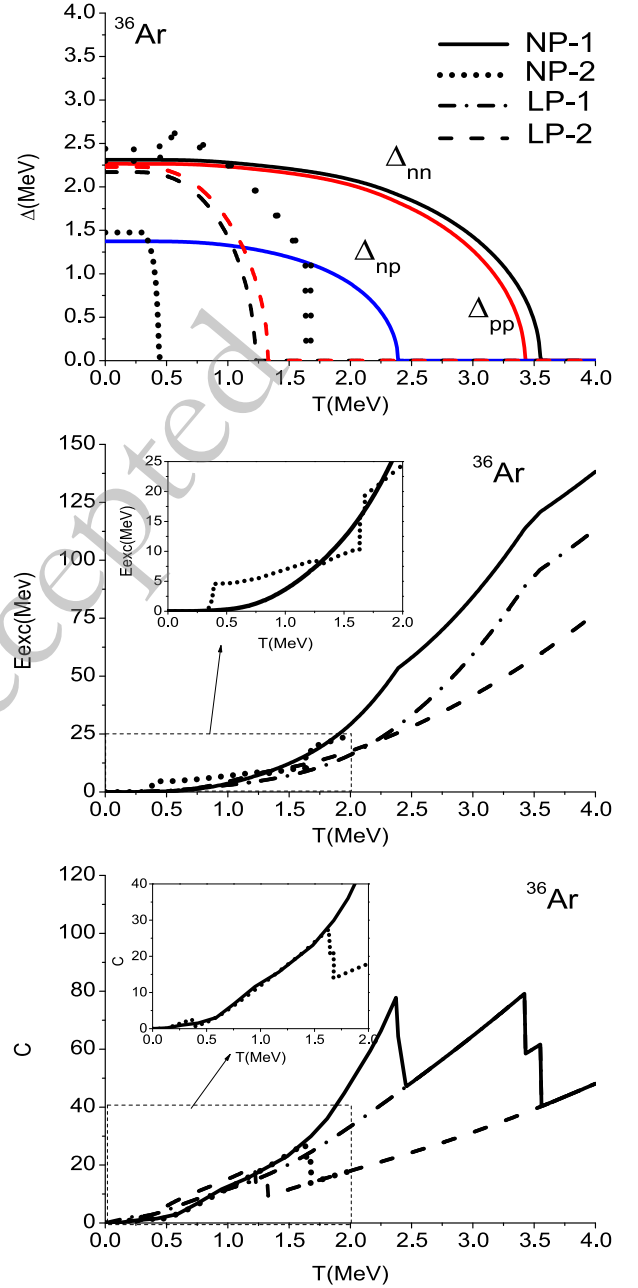 36Ar
NP-1
NP-2
LP-1
LP-2
Δnn
Δnp
Δpp
Δ(MeV)
4.0
3.5
3.0
2.5
2.0
1.5
1.0
0.5
0.0
0.0 0.5 1.0 1.5 2.0 2.5 3.0 3.5 4.0
T(MeV)
ccepted
36Ar
Eexc(Mev)
150
125
100
75
50
25
0
Eexc(MeV)
25
20
15
10
5
0
0.0 0.5 1.0 1.5 2.0
T(MeV)
0.0 0.5 1.0 1.5 2.0 2.5 3.0 3.5 4.0
T(MeV)
36Ar
C
120
100
80
60
40
20
0
C
40
30
20
10
0
0.0 0.5 1.0 1.5 2.0
T(MeV)
0.0 0.5 1.0 1.5 2.0 2.5 3.0 3.5 4.0
T(MeV)